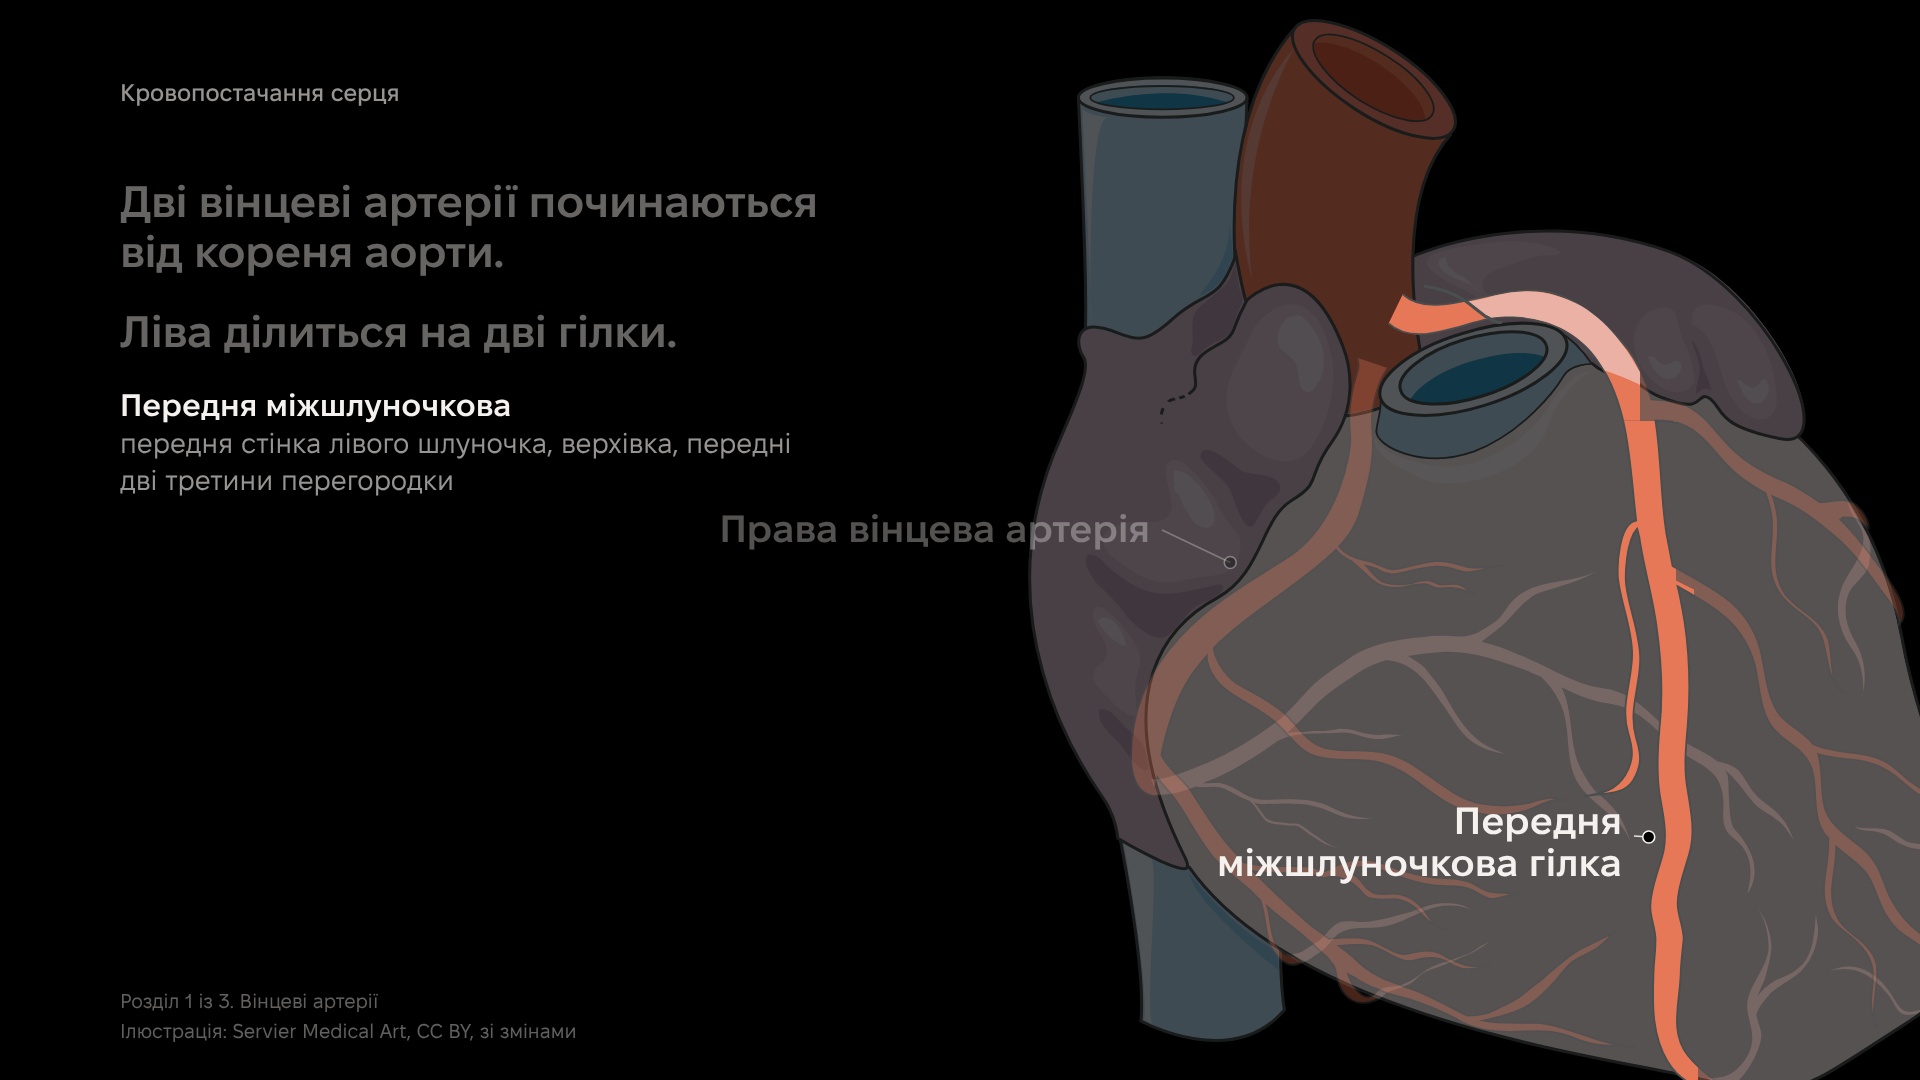 Кровопостачання серця
Дві вінцеві артерії починаються
від кореня аорти.
Ліва ділиться на дві гілки.
Передня міжшлуночкова
передня стінка лівого шлуночка, верхівка, передні
дві третини перегородки
Права вінцева артерія
Передня
міжшлуночкова гілка
Розділ 1 із 3. Вінцеві артерії
Ілюстрація: Servier Medical Art, CC BY, зі змінами